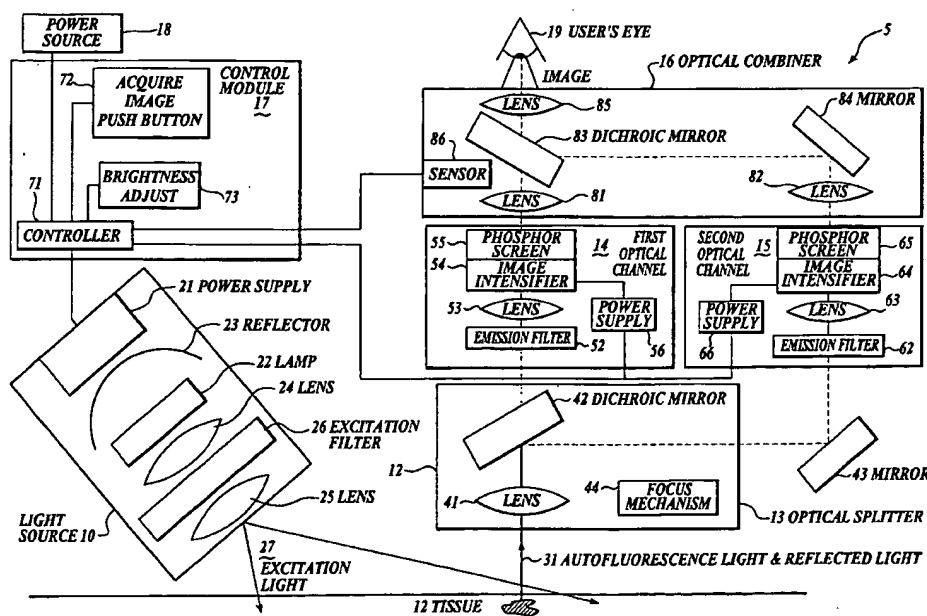 POWER SOURCE
18
CONTROL MODULE
17
72
ACQUIRE IMAGE PUSH BUTTON
BRIGHTNESS ADJUST
73
71
CONTROLLER
19 USER'S EYE
IMAGE
5
16 OPTICAL COMBINER
LENS
85
84 MIRROR
83 DICHROIC MIRROR
86
SENSOR
LENS
81
82
LENS
55
PHOSPHOR SCREEN
54
IMAGE INTENSIFIER
14
FIRST OPTICAL CHANNEL
53
LENS
EMISSION FILTER
52
POWER SUPPLY
56
SECOND OPTICAL CHANNEL
15
PHOSPHOR SCREEN
65
IMAGE INTENSIFIER
64
LENS
63
POWER SUPPLY
66
EMISSION FILTER
62
21 POWER SUPPLY
23 REFLECTOR
22 LAMP
24 LENS
26 EXCITATION FILTER
25 LENS
LIGHT SOURCE 10
27
EXCITATION LIGHT
42 DICHROIC MIRROR
12
41
LENS
44
FOCUS MECHANISM
43 MIRROR
13 OPTICAL SPLITTER
31 AUTOFLUORESCENCE LIGHT & REFLECTED LIGHT
12 TISSUE